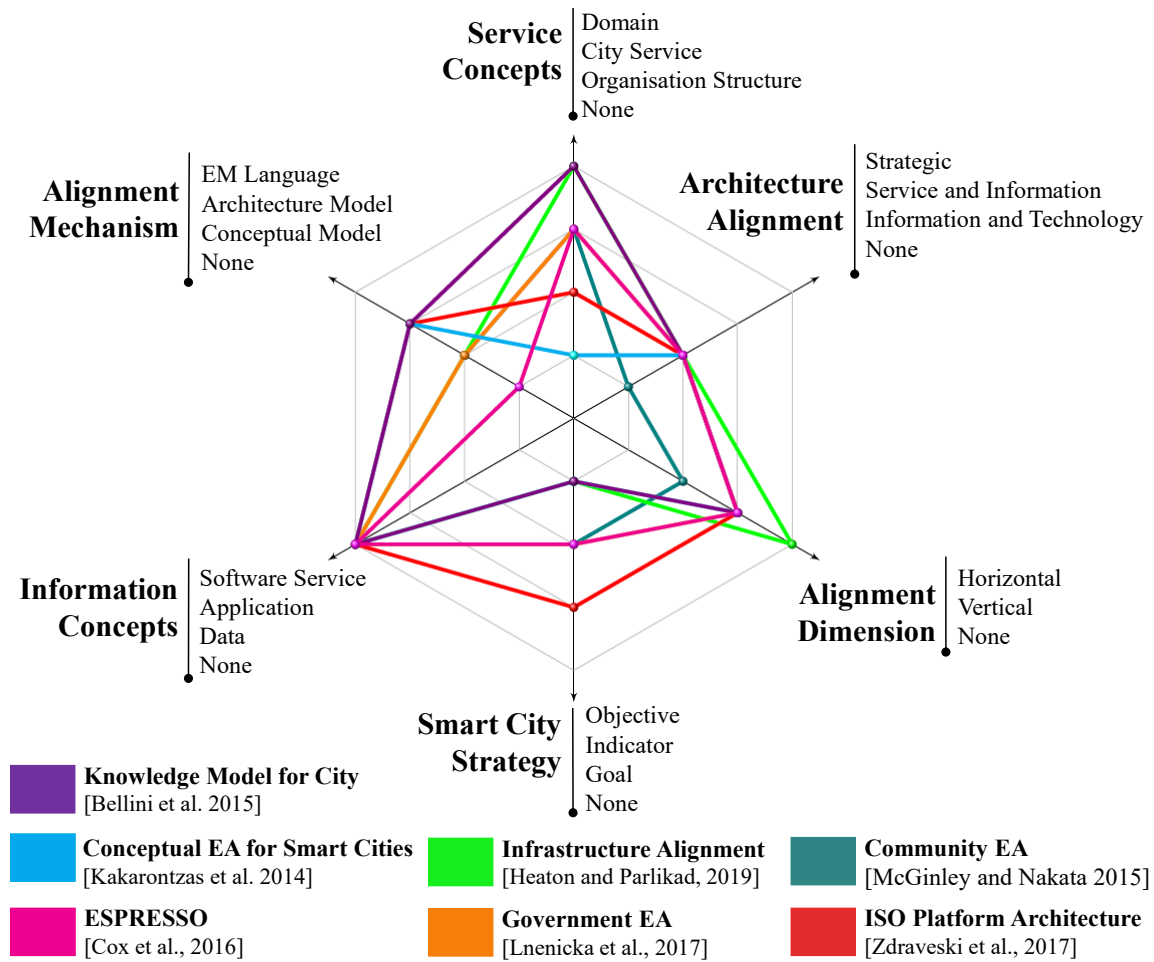 Service
Concepts
Domain
City Service
Organisation Structure
None
Alignment
Mechanism
EM Language
Architecture Model
Conceptual Model
None
Architecture
Alignment
Strategic
Service and Information
Information and Technology
None
Information
Concepts
Software Service
Application
Data
None
Alignment
Dimension
Horizontal
Vertical
None
Smart City
Strategy
Objective
Indicator
Goal
None
Knowledge Model for City
[Bellini et al. 2015]
Conceptual EA for Smart Cities
[Kakarontzas et al. 2014]
Infrastructure Alignment
[Heaton and Parlikad, 2019]
Community EA
[McGinley and Nakata 2015]
ESPRESSO
[Cox et al., 2016]
Government EA
[Lnenicka et al., 2017]
ISO Platform Architecture
[Zdraveski et al., 2017]